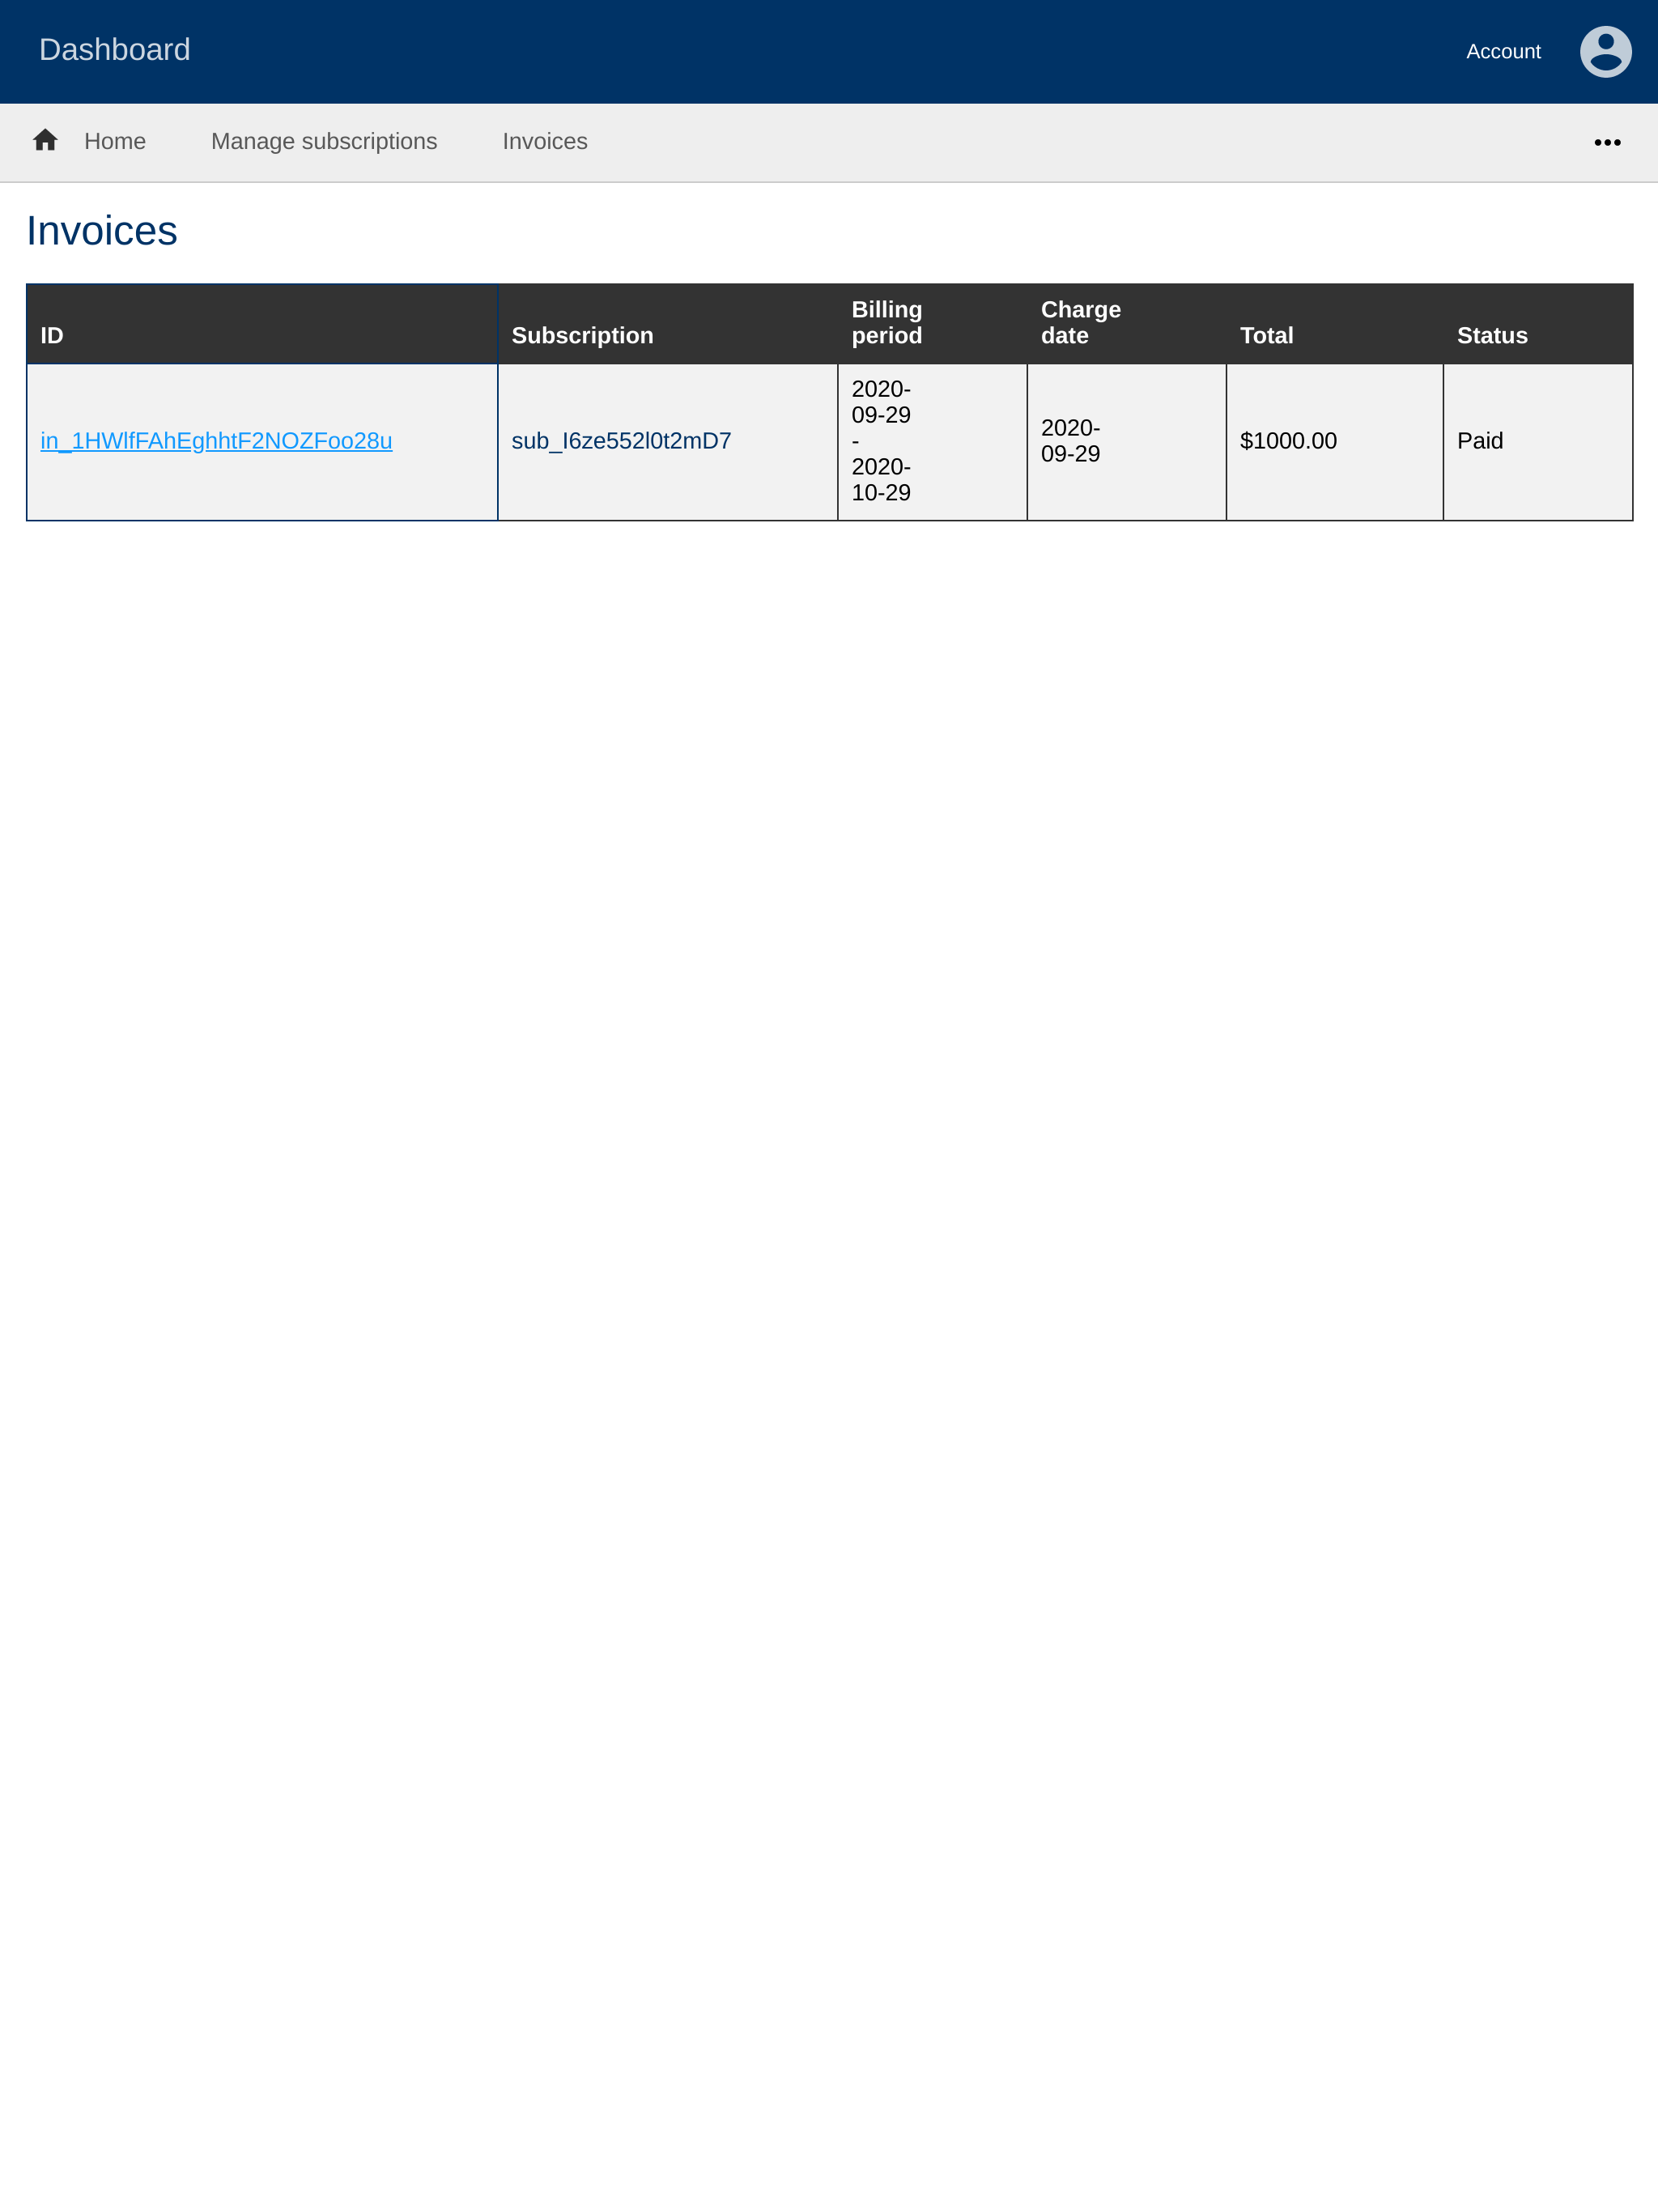 Dashboard
Account
Home
Manage subscriptions
Invoices
Invoices
ID
Subscription
Billing
period
Charge
date
Total
Status
in_1HWlfFAhEghhtF2NOZFoo28u
sub_I6ze552l0t2mD7
2020-
09-29
-
2020-
10-29
2020-
09-29
$1000.00
Paid